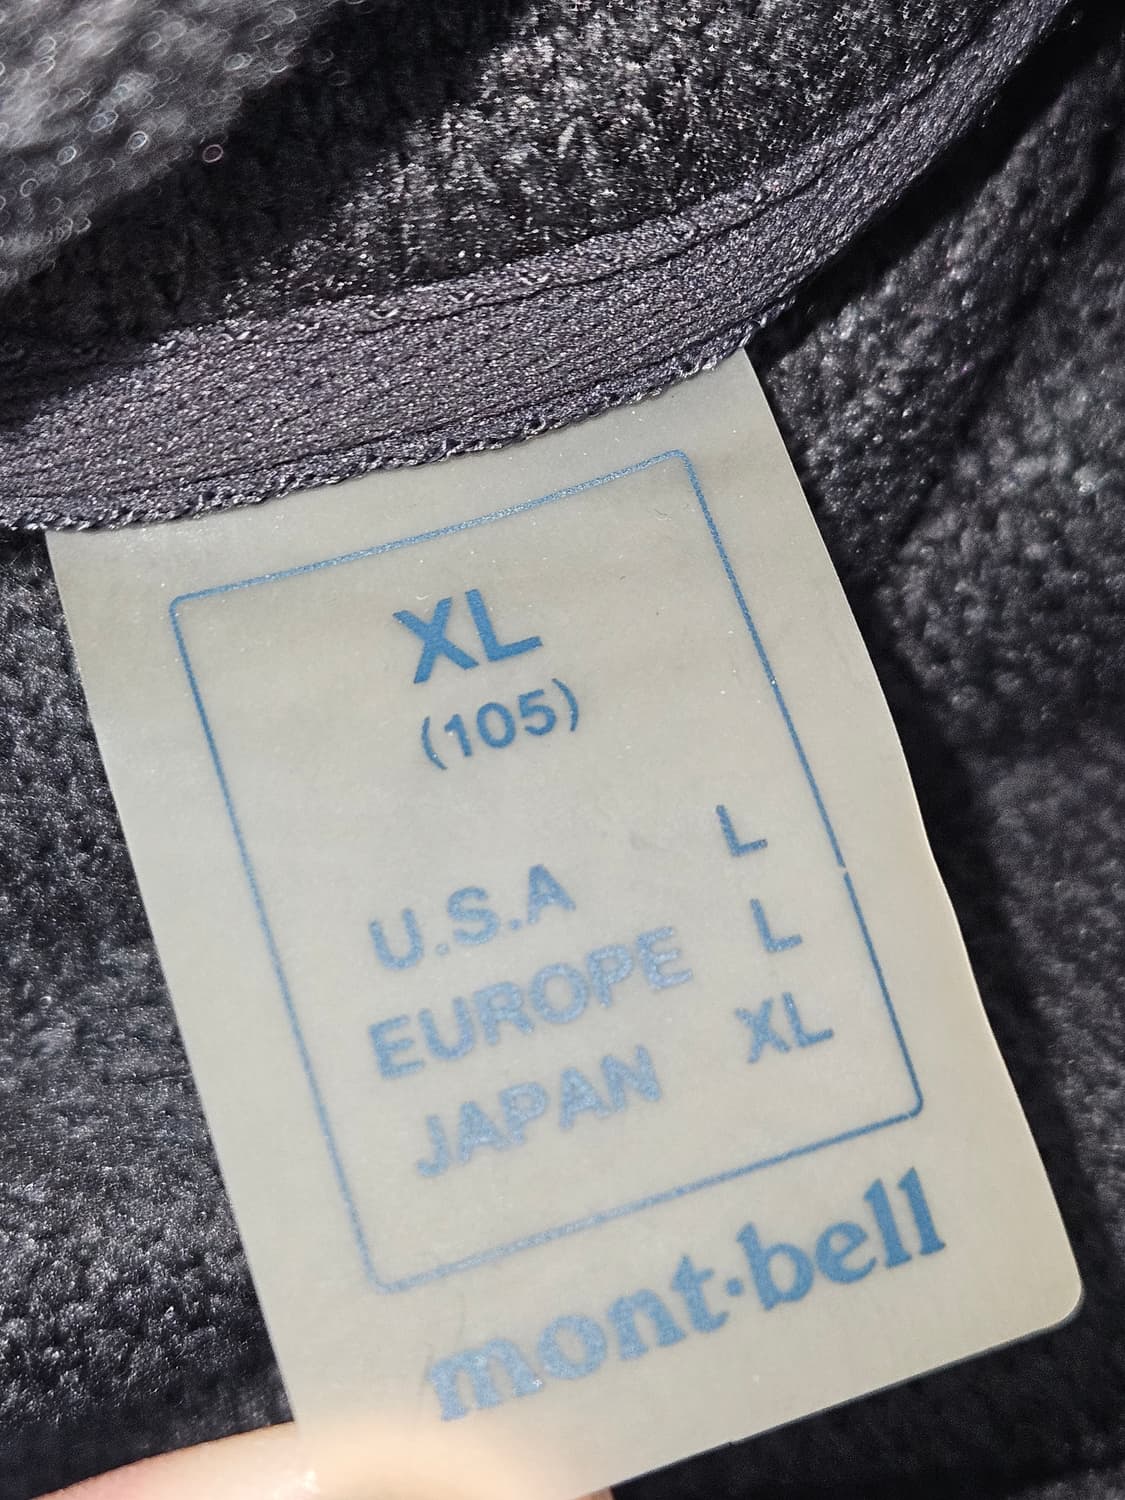 XL
(105)
U.S.A L
EUROPE L
JAPAN XL
mont·bell